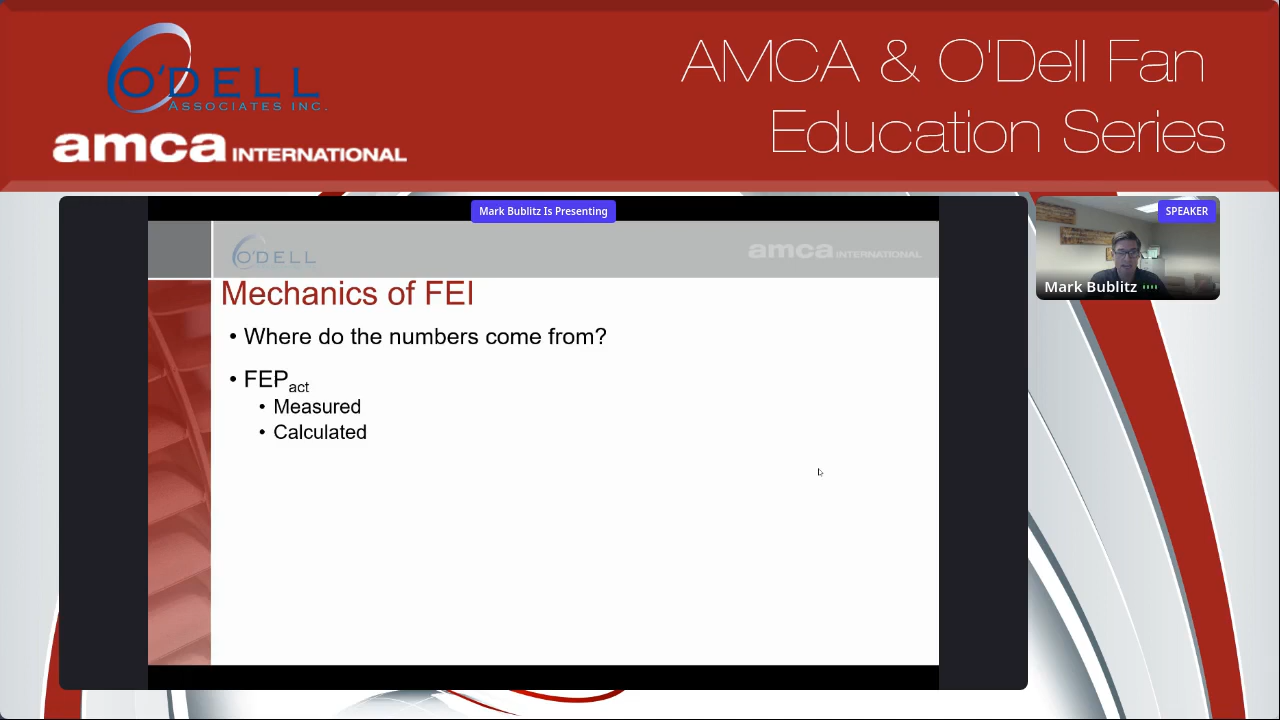 O'DELL
ASSOCIATES INC.
amca INTERNATIONAL
AMCA & O'Dell Fan
Education Series
Mark Bublitz Is Presenting
SPEAKER
Mark Bublitz
O'DELL
amca INTERNATIONAL
Mechanics of FEI
• Where do the numbers come from?
• FEPact
• Measured
• Calculated